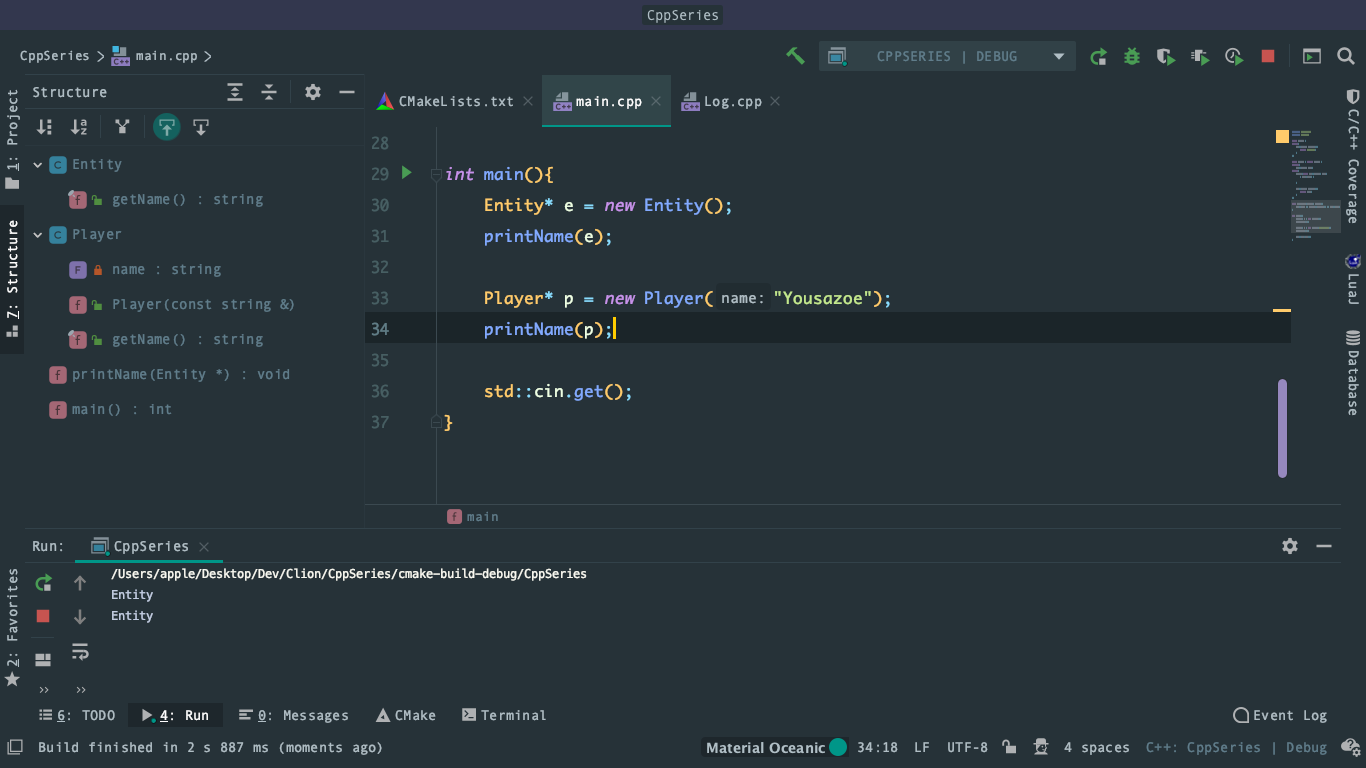 CppSeries
CppSeries
main.cpp
CPPSERIES | DEBUG
1: Project
Z: Structure
2: Favorites
Structure
Entity
getName() : string
Player
name : string
Player(const string &)
getName() : string
printName(Entity *) : void
main() : int
CMakeLists.txt
main.cpp
Log.cpp
28
29 int main(){
30 Entity* e = new Entity();
31 printName(e);
32
33 Player* p = new Player( name: "Yousazoe");
34 printName(p);
35
36 std::cin.get();
37 }
main
C/C++ Coverage
LuaJ
Database
Run:
CppSeries
/Users/apple/Desktop/Dev/Clion/CppSeries/cmake-build-debug/CppSeries
Entity
Entity
6: TODO
4: Run
0: Messages
CMake
Terminal
Event Log
Build finished in 2 s 887 ms (moments ago)
Material Oceanic
34:18
LF
UTF-8
4 spaces
C++: CppSeries | Debug